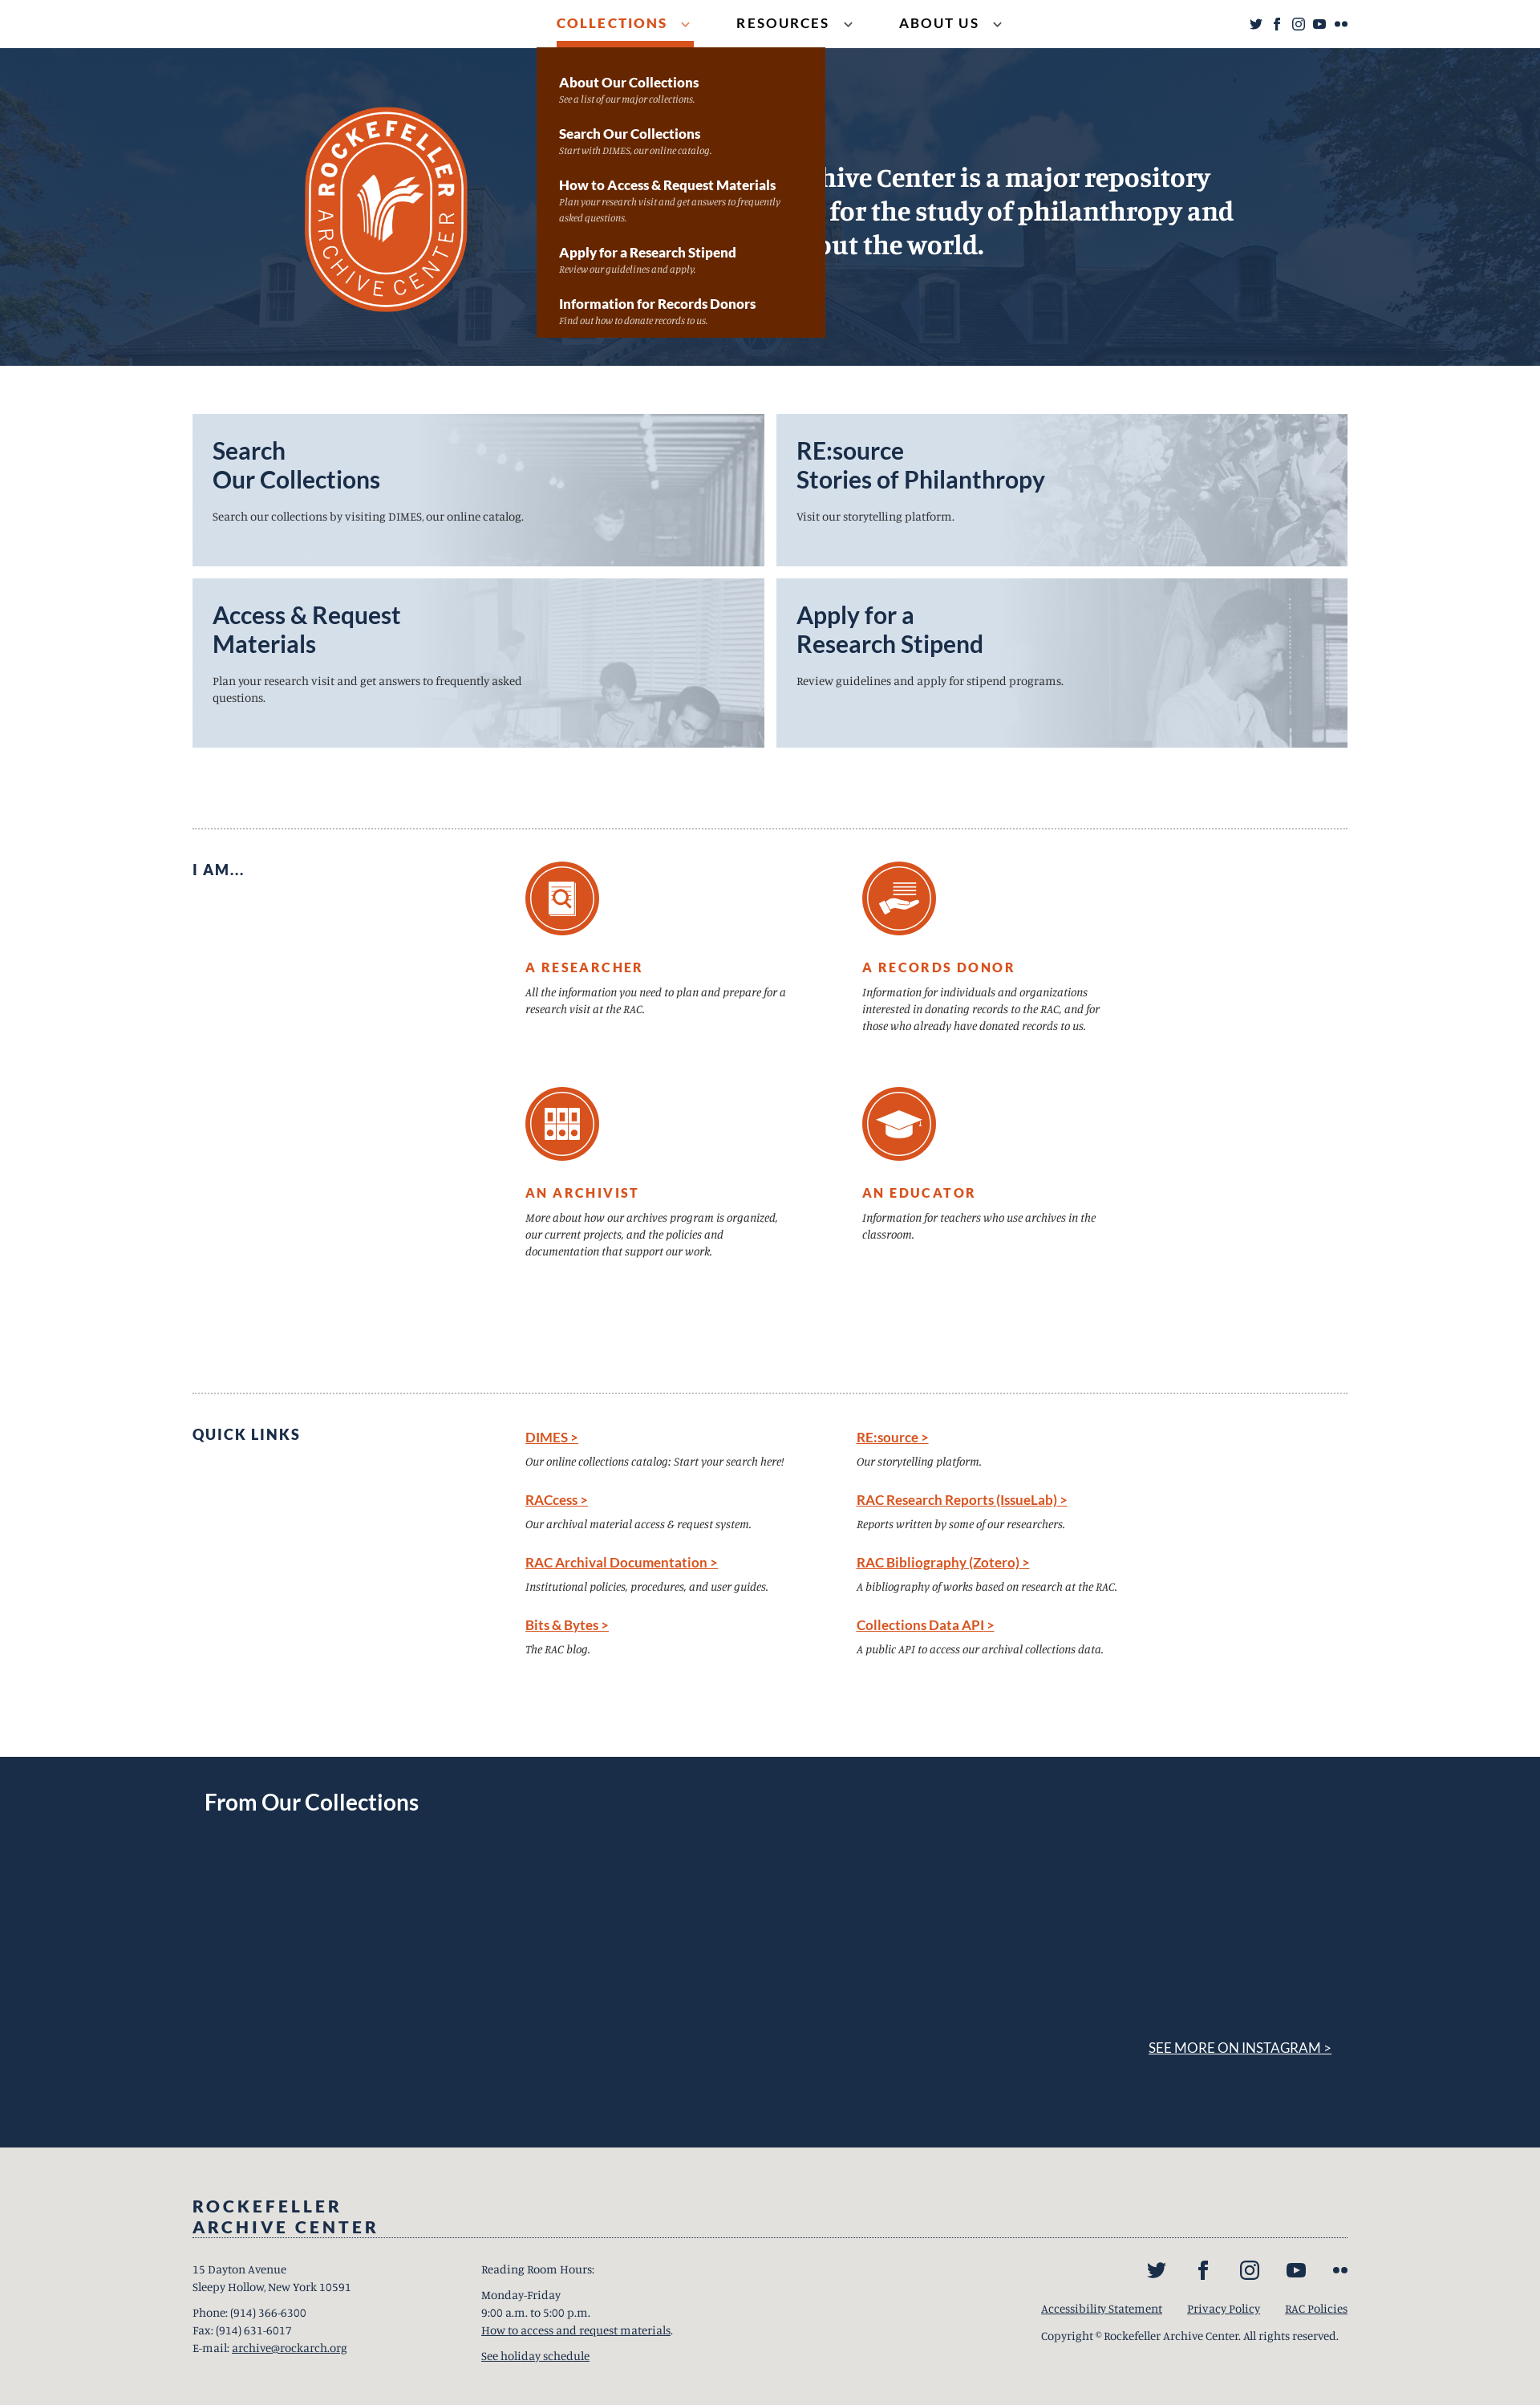 COLLECTIONS
RESOURCES
ABOUT US
About Our Collections
See a list of our major collections.
Search Our Collections
Start with DIMES, our online catalog.
How to Access & Request Materials
Plan your research visit and get answers to frequently
asked questions.
Apply for a Research Stipend
Review our guidelines and apply.
Information for Records Donors
Find out how to donate records to us.
ROCKEFELLER
ARCHIVE CENTER
hive Center is a major repository
for the study of philanthropy and
out the world.
Search
Our Collections
Search our collections by visiting DIMES, our online catalog.
RE:source
Stories of Philanthropy
Visit our storytelling platform.
Access & Request
Materials
Plan your research visit and get answers to frequently asked
questions.
Apply for a
Research Stipend
Review guidelines and apply for stipend programs.
I AM...
A RESEARCHER
All the information you need to plan and prepare for a
research visit at the RAC.
A RECORDS DONOR
Information for individuals and organizations
interested in donating records to the RAC, and for
those who already have donated records to us.
AN ARCHIVIST
More about how our archives program is organized,
our current projects, and the policies and
documentation that support our work.
AN EDUCATOR
Information for teachers who use archives in the
classroom.
QUICK LINKS
DIMES >
Our online collections catalog: Start your search here!
RACcess >
Our archival material access & request system.
RAC Archival Documentation >
Institutional policies, procedures, and user guides.
Bits & Bytes >
The RAC blog.
RE:source >
Our storytelling platform.
RAC Research Reports (IssueLab) >
Reports written by some of our researchers.
RAC Bibliography (Zotero) >
A bibliography of works based on research at the RAC.
Collections Data API >
A public API to access our archival collections data.
From Our Collections
SEE MORE ON INSTAGRAM >
ROCKEFELLER
ARCHIVE CENTER
15 Dayton Avenue
Sleepy Hollow, New York 10591
Phone: (914) 366-6300
Fax: (914) 631-6017
E-mail: archive@rockarch.org
Reading Room Hours:
Monday-Friday
9:00 a.m. to 5:00 p.m.
How to access and request materials.
See holiday schedule
Accessibility Statement
Privacy Policy
RAC Policies
Copyright © Rockefeller Archive Center. All rights reserved.